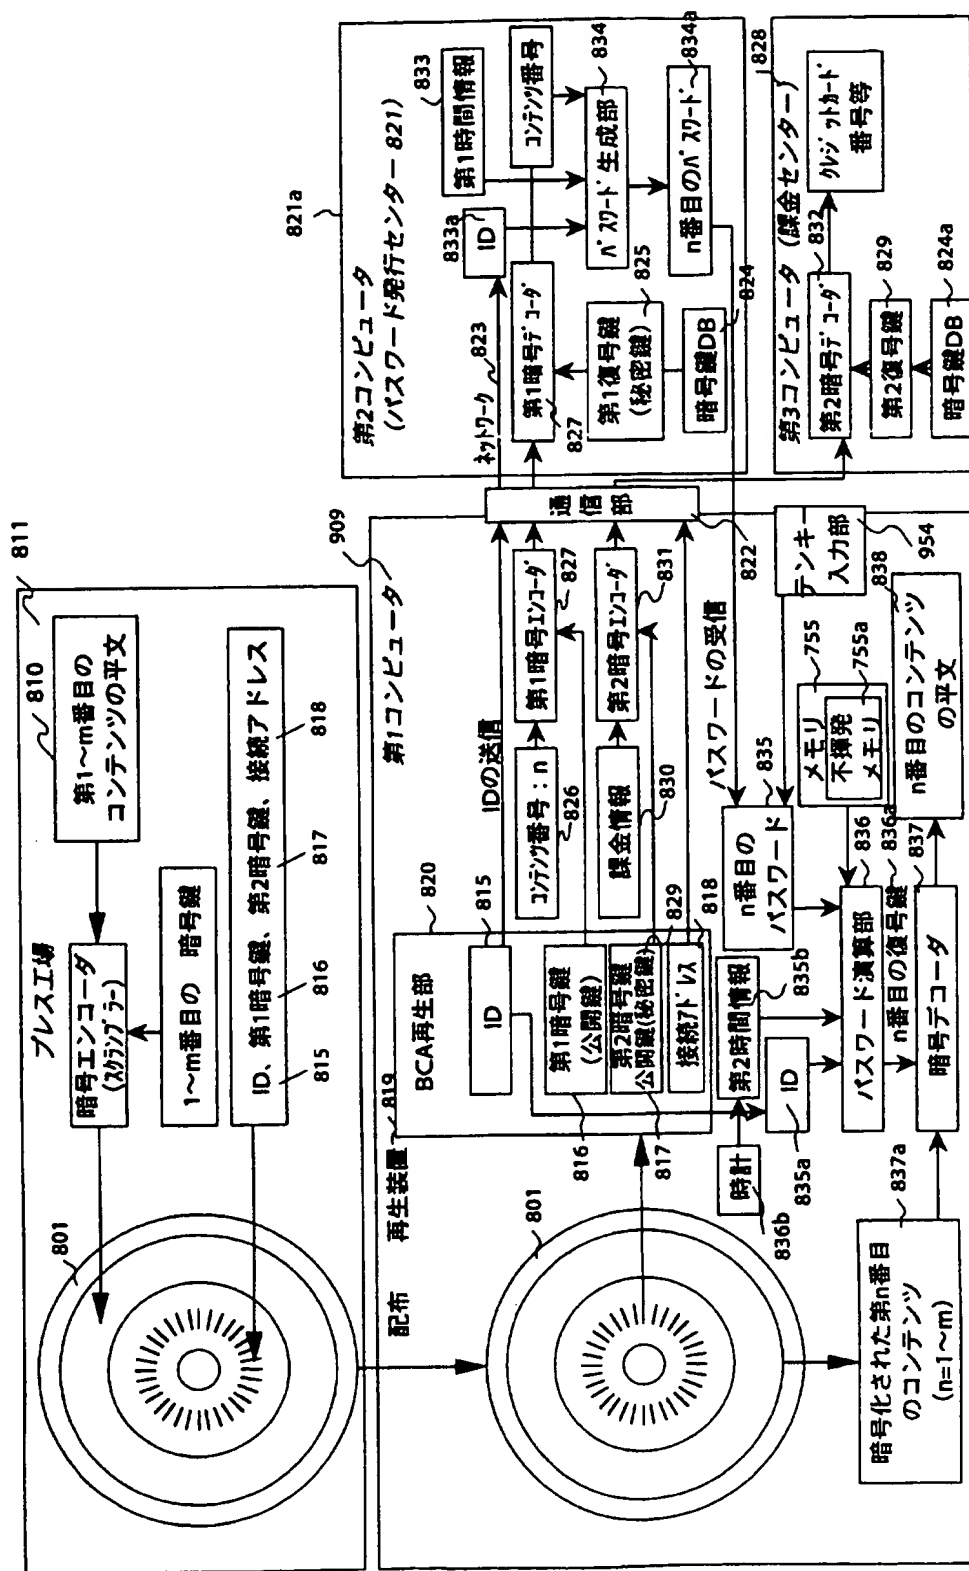 プレス工場
811
810
第1～m番目の
コンテンツの平文
暗号エンコーダ
(スクランブラー)
1～m番目の 暗号鍵
ID、第1暗号鍵、第2暗号鍵、接続アドレス
815
816
817
818
801
配布
再生装置
819
第1コンピュータ
909
BCA再生部
820
ID
815
第1暗号鍵
(公開鍵)
816
第2暗号鍵
公開鍵(秘密鍵)
817
829
接続アドレス
818
801
IDの送信
コンテンツ番号：n
826
第1暗号エンコーダ
827
課金情報
830
第2暗号エンコーダ
831
通信部
822
パスワードの受信
n番目の
パスワード
835
テンキー
入力部
954
時計
836b
第2時間情報
835b
ID
835a
メモリ
755
不揮発
メモリ
755a
パスワード演算部
836
n番目の復号鍵
836a
暗号デコーダ
837
n番目のコンテンツ
の平文
838
暗号化された第n番目
のコンテンツ
(n=1～m)
837a
第2コンピュータ
(パスワード発行センター 821)
821a
ネットワーク
823
ID
833a
第1時間情報
833
コンテンツ番号
第1暗号デコーダ
827
パスワード生成部
834
第1復号鍵
(秘密鍵)
825
n番目のパスワード
834a
暗号鍵DB
824
第3コンピュータ (課金センター)
828
第2暗号デコーダ
832
クレジットカード
番号等
第2復号鍵
829
暗号鍵DB
824a